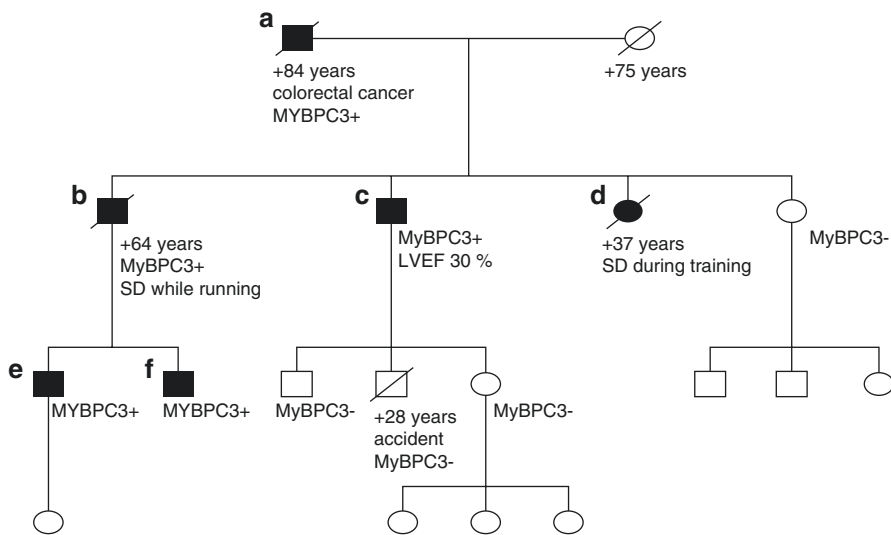 a
+84 years
colorectal cancer
MYBPC3+
+75 years
b
+64 years
MyBPC3+
SD while running
c
MyBPC3+
LVEF 30 %
d
+37 years
SD during training
MyBPC3-
e
MYBPC3+
f
MYBPC3+
MyBPC3-
+28 years
accident
MyBPC3-
MyBPC3-